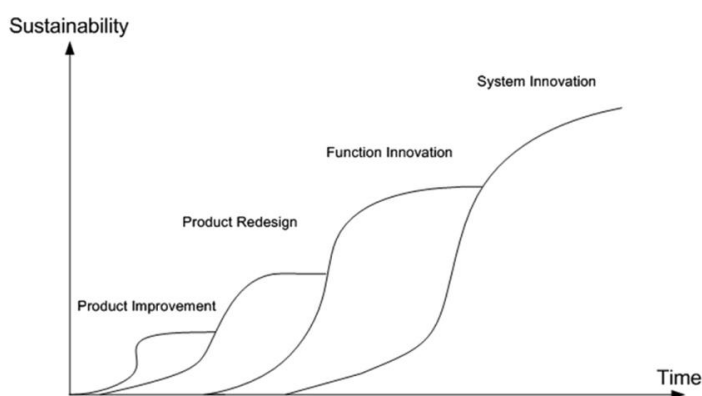 Sustainability
System Innovation
Function Innovation
Product Redesign
Product Improvement
Time